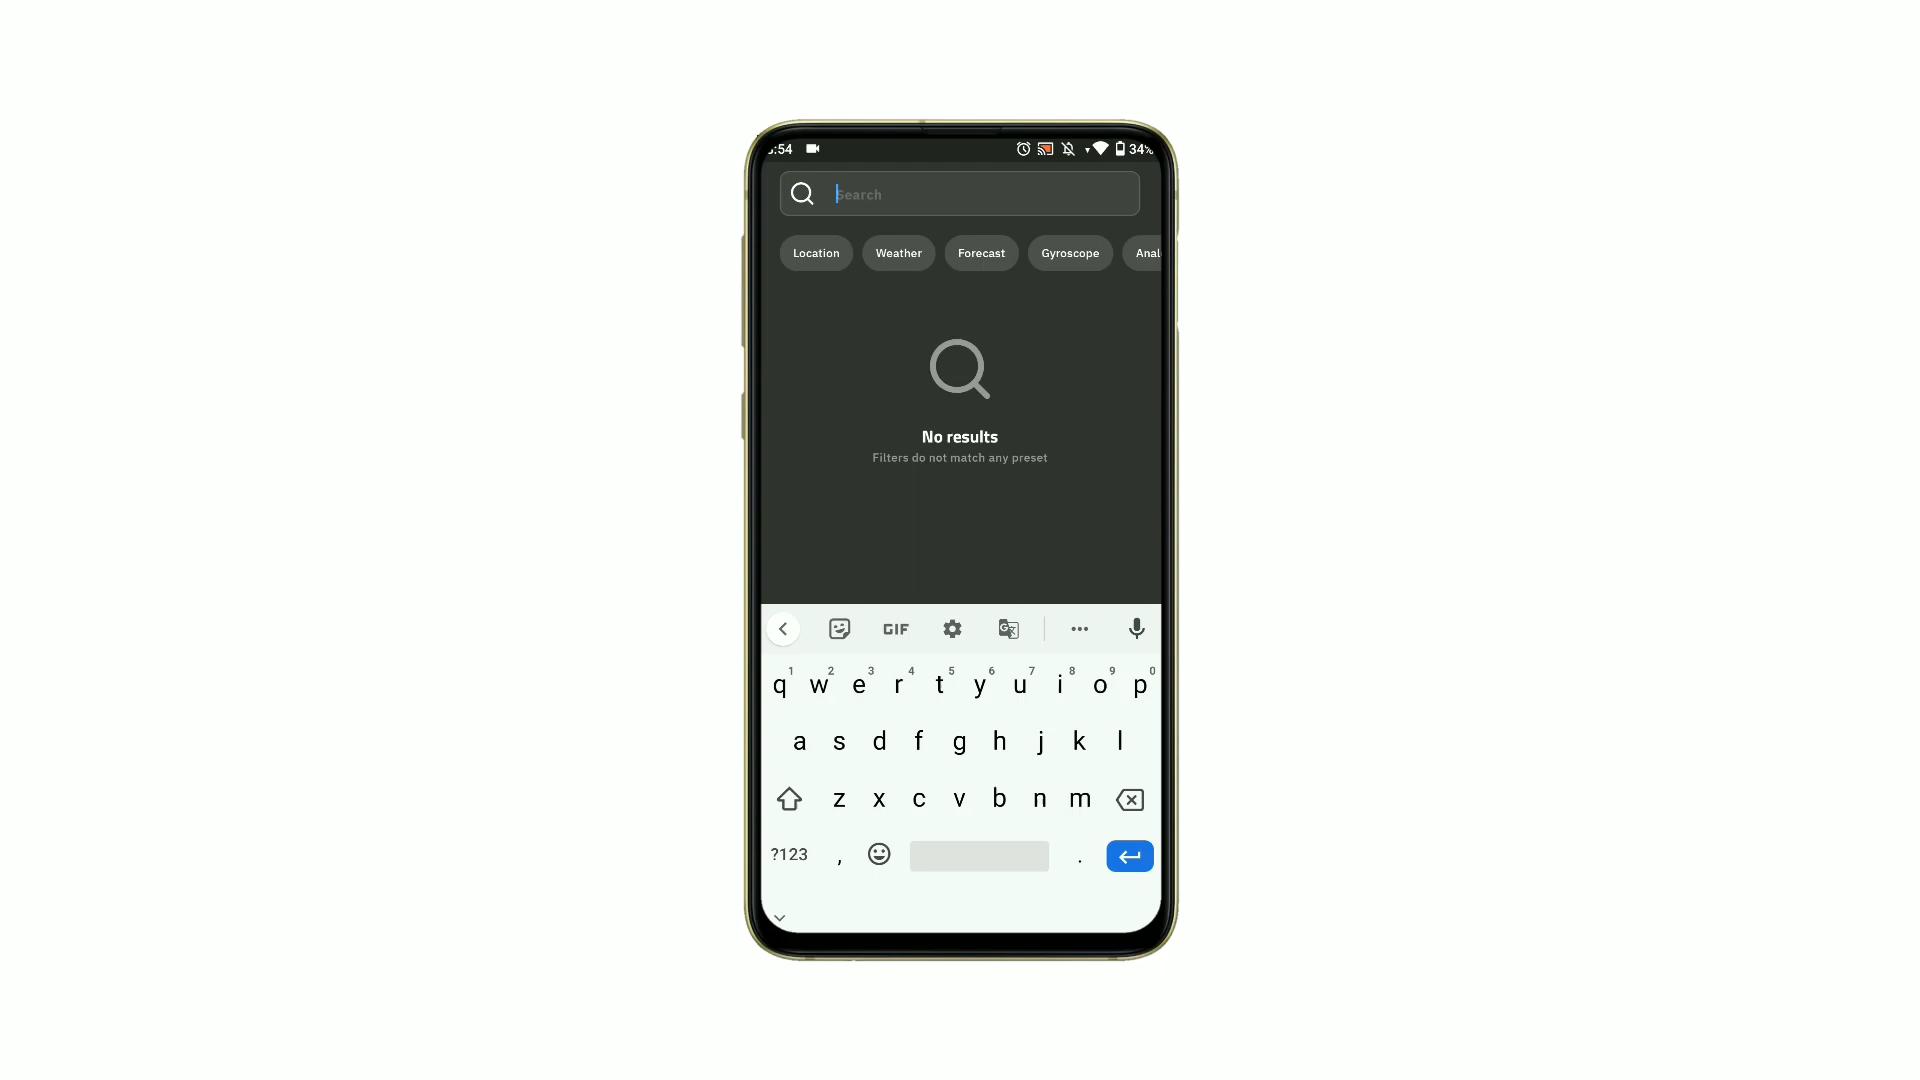 :54 34%
Search
Location Weather Forecast Gyroscope Anal
No results
Filters do not match any preset
GIF
1 2 3 4 5 6 7 8 9 0
q w e r t y u i o p
a s d f g h j k l
z x c v b n m
?123 , .